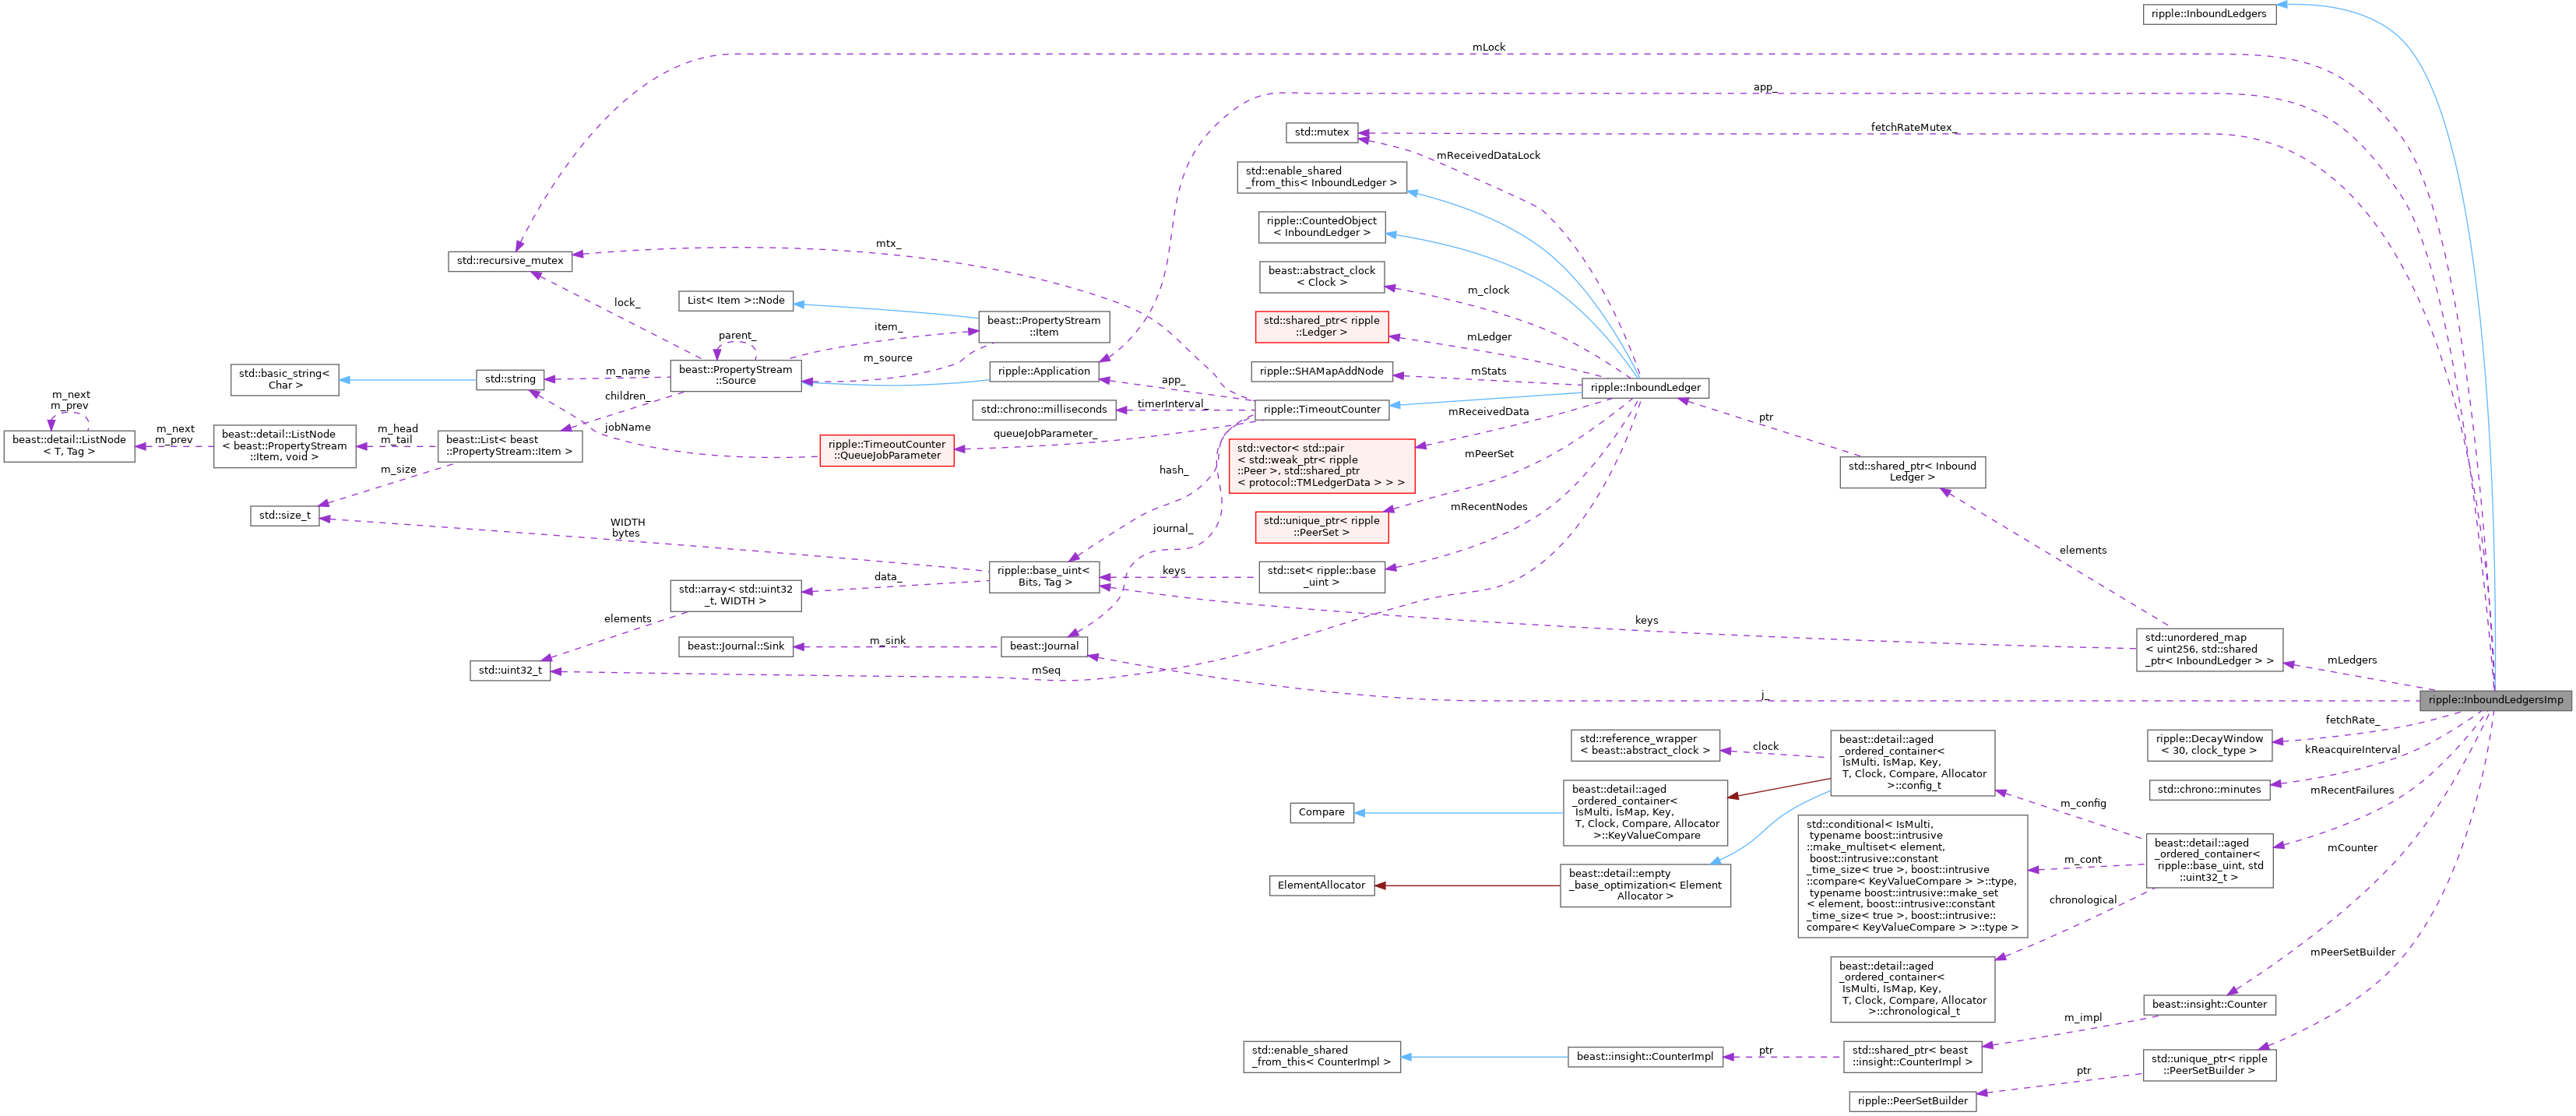 ripple::InboundLedgers
mLock
app_
fetchRateMutex_
std::mutex
mReceivedDataLock
std::enable_shared
_from_this< InboundLedger >
ripple::CountedObject
< InboundLedger >
mtx_
std::recursive_mutex
beast::abstract_clock
< Clock >
m_clock
lock_
List< Item >::Node
beast::PropertyStream
::Item
item_
parent_
m_source
std::shared_ptr< ripple
::Ledger >
mLedger
beast::PropertyStream
::Source
ripple::Application
ripple::SHAMapAddNode
mStats
ripple::InboundLedger
std::basic_string<
Char >
std::string
m_name
children_
app_
std::chrono::milliseconds
timerInterval_
ripple::TimeoutCounter
mReceivedData
ptr
m_next
m_prev
beast::detail::ListNode
< T, Tag >
m_next
m_prev
beast::detail::ListNode
< beast::PropertyStream
::Item, void >
m_head
m_tail
beast::List< beast
::PropertyStream::Item >
jobName
queueJobParameter_
ripple::TimeoutCounter
::QueueJobParameter
std::vector< std::pair
< std::weak_ptr< ripple
::Peer >, std::shared_ptr
< protocol::TMLedgerData > > >
mPeerSet
std::shared_ptr< Inbound
Ledger >
m_size
hash_
std::size_t
WIDTH
bytes
journal_
std::unique_ptr< ripple
::PeerSet >
mRecentNodes
elements
ripple::base_uint<
Bits, Tag >
keys
std::set< ripple::base
_uint >
data_
std::array< std::uint32
_t, WIDTH >
elements
keys
std::unordered_map
< uint256, std::shared
_ptr< InboundLedger > >
mLedgers
beast::Journal::Sink
m_sink
beast::Journal
std::uint32_t
mSeq
j_
ripple::InboundLedgersImp
fetchRate_
ripple::DecayWindow
< 30, clock_type >
kReacquireInterval
std::chrono::minutes
mRecentFailures
std::reference_wrapper
< beast::abstract_clock >
clock
beast::detail::aged
_ordered_container<
IsMulti, IsMap, Key,
T, Clock, Compare, Allocator
>::config_t
m_config
Compare
beast::detail::aged
_ordered_container<
IsMulti, IsMap, Key,
T, Clock, Compare, Allocator
>::KeyValueCompare
std::conditional< IsMulti,
typename boost::intrusive
::make_multiset< element,
boost::intrusive::constant
_time_size< true >, boost::intrusive
::compare< KeyValueCompare > >::type,
typename boost::intrusive::make_set
< element, boost::intrusive::constant
_time_size< true >, boost::intrusive::
compare< KeyValueCompare > >::type >
m_cont
beast::detail::aged
_ordered_container<
ripple::base_uint, std
::uint32_t >
mCounter
ElementAllocator
beast::detail::empty
_base_optimization< Element
Allocator >
chronological
mPeerSetBuilder
beast::detail::aged
_ordered_container<
IsMulti, IsMap, Key,
T, Clock, Compare, Allocator
>::chronological_t
beast::insight::Counter
m_impl
std::enable_shared
_from_this< CounterImpl >
beast::insight::CounterImpl
ptr
std::shared_ptr< beast
::insight::CounterImpl >
std::unique_ptr< ripple
::PeerSetBuilder >
ptr
ripple::PeerSetBuilder